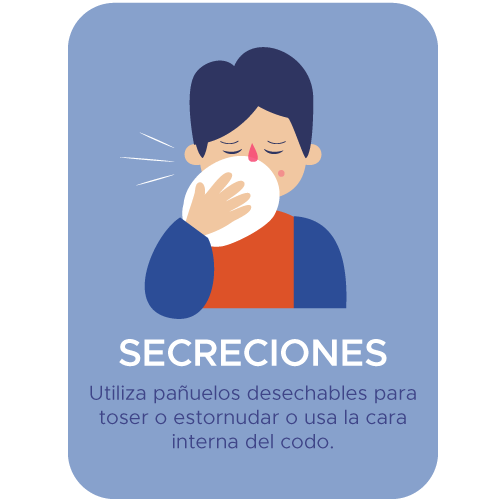 SECRECIONES
Utiliza pañuelos desechables para
toser o estornudar o usa la cara
interna del codo.